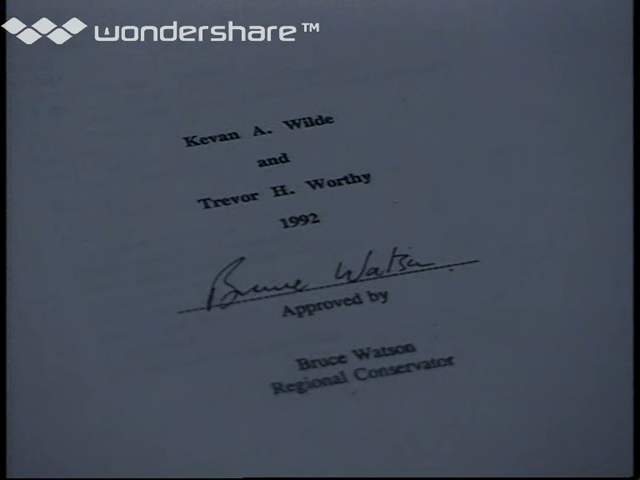 wondershare™
Kevan A. Wilde
and
Trevor H. Worthy
1992
Bruce Watson
Approved by
Bruce Watson
Regional Conservator